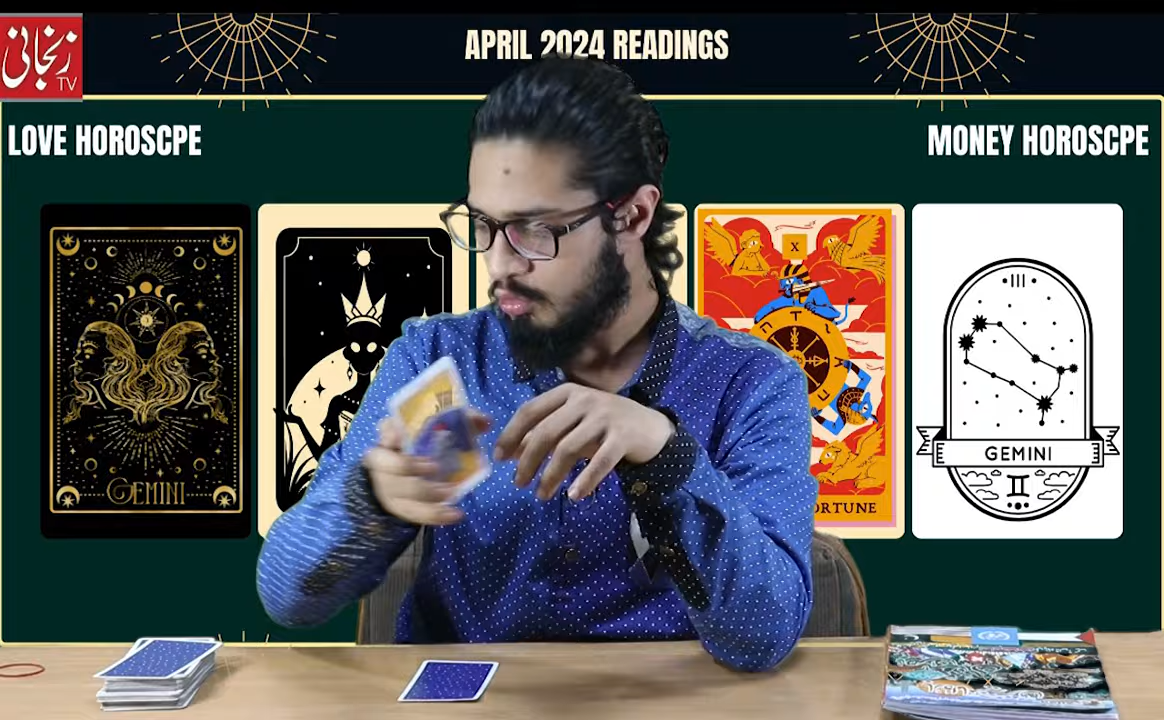 زنجانی
TV
APRIL 2024 READINGS
LOVE HOROSCPE
MONEY HOROSCPE
GEMINI
X
ORTUNE
III
GEMINI